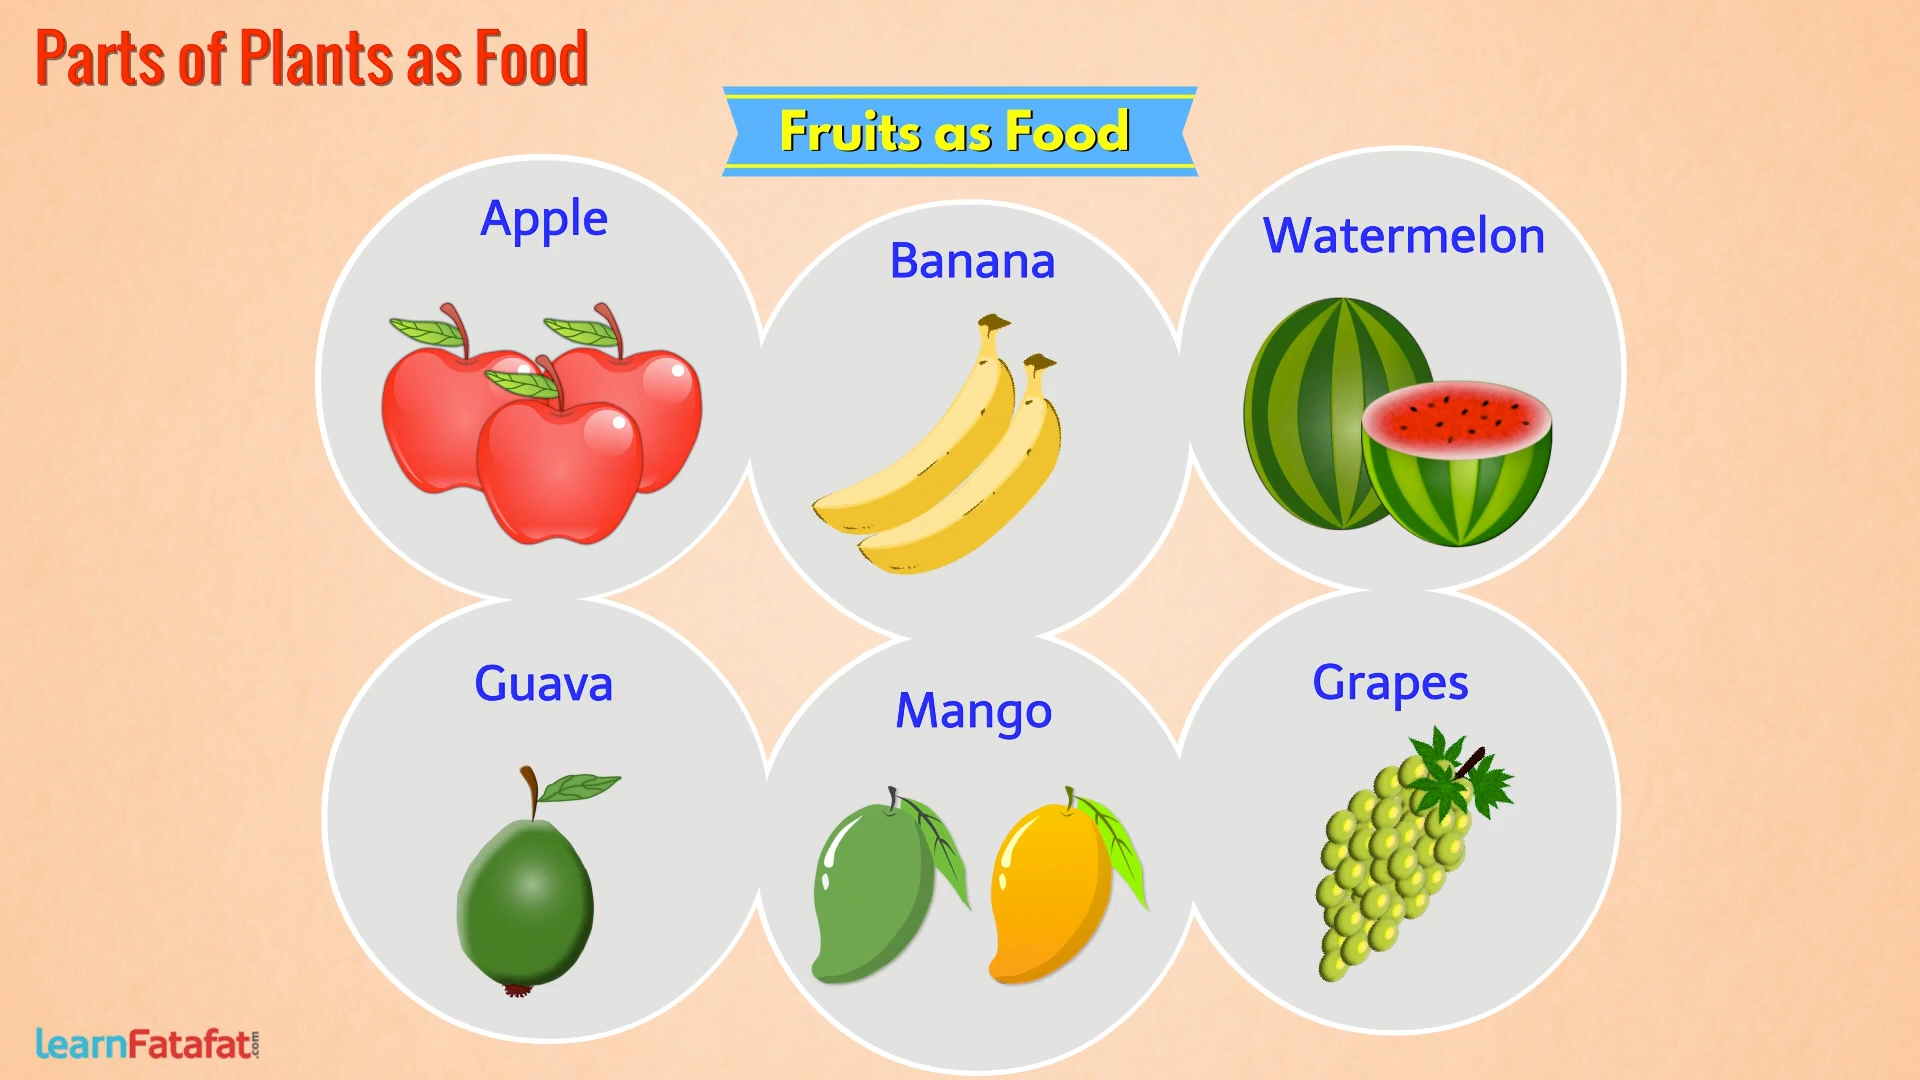 Parts of Plants as Food
Fruits as Food
Apple
Banana
Watermelon
Guava
Mango
Grapes
learnFatafat.com